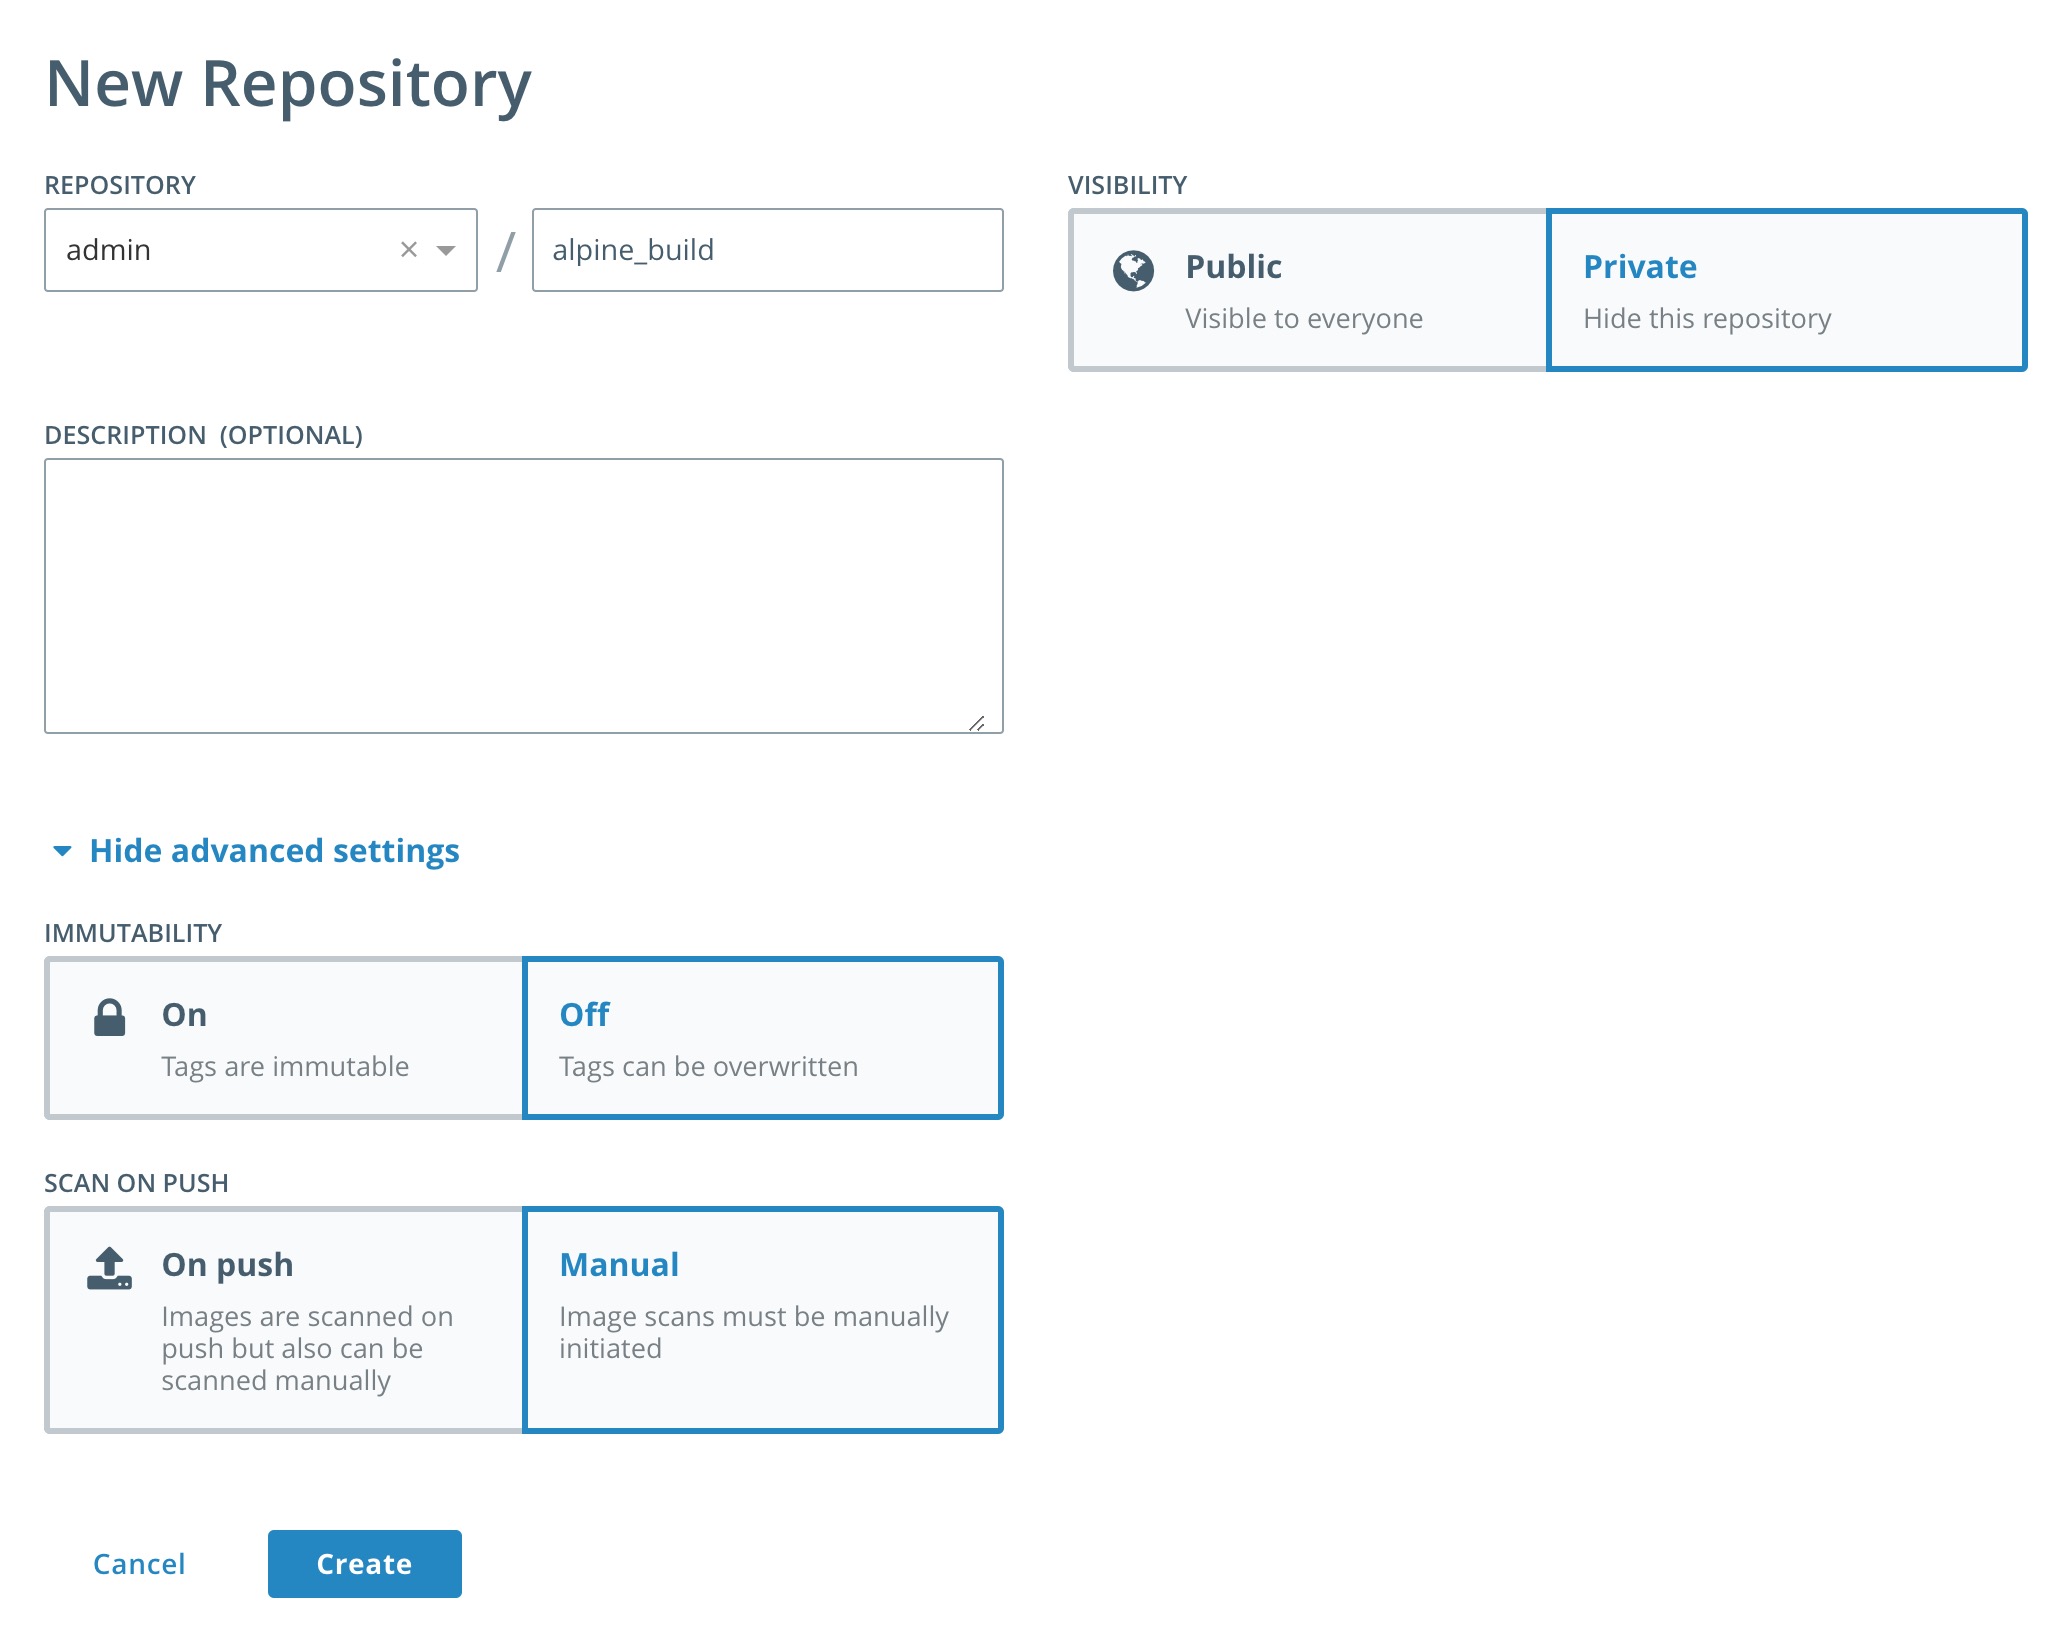 New Repository
REPOSITORY
admin / alpine_build
VISIBILITY
Public
Visible to everyone
Private
Hide this repository
DESCRIPTION (OPTIONAL)
Hide advanced settings
IMMUTABILITY
On
Tags are immutable
Off
Tags can be overwritten
SCAN ON PUSH
On push
Images are scanned on
push but also can be
scanned manually
Manual
Image scans must be manually
initiated
Cancel
Create